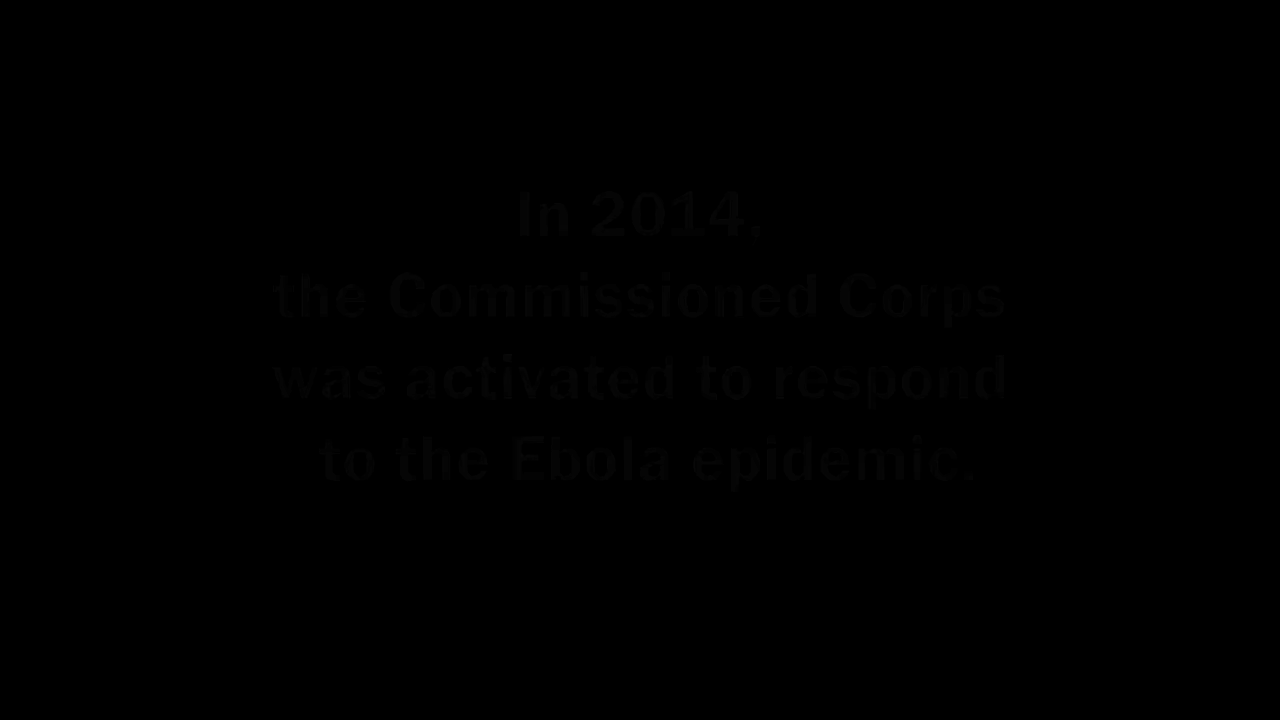 In 2014,
the Commissioned Corps
was activated to respond
to the Ebola epidemic.